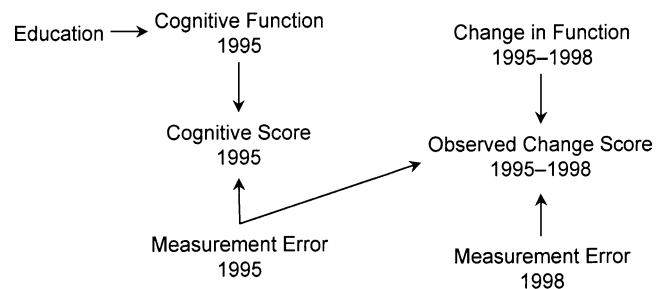 Education
Cognitive Function
1995
Change in Function
1995–1998
Cognitive Score
1995
Observed Change Score
1995–1998
Measurement Error
1995
Measurement Error
1998